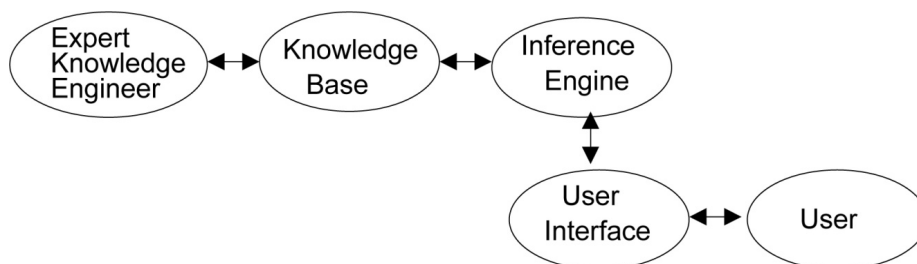 Expert
Knowledge
Engineer
Knowledge
Base
Inference
Engine
User
Interface
User